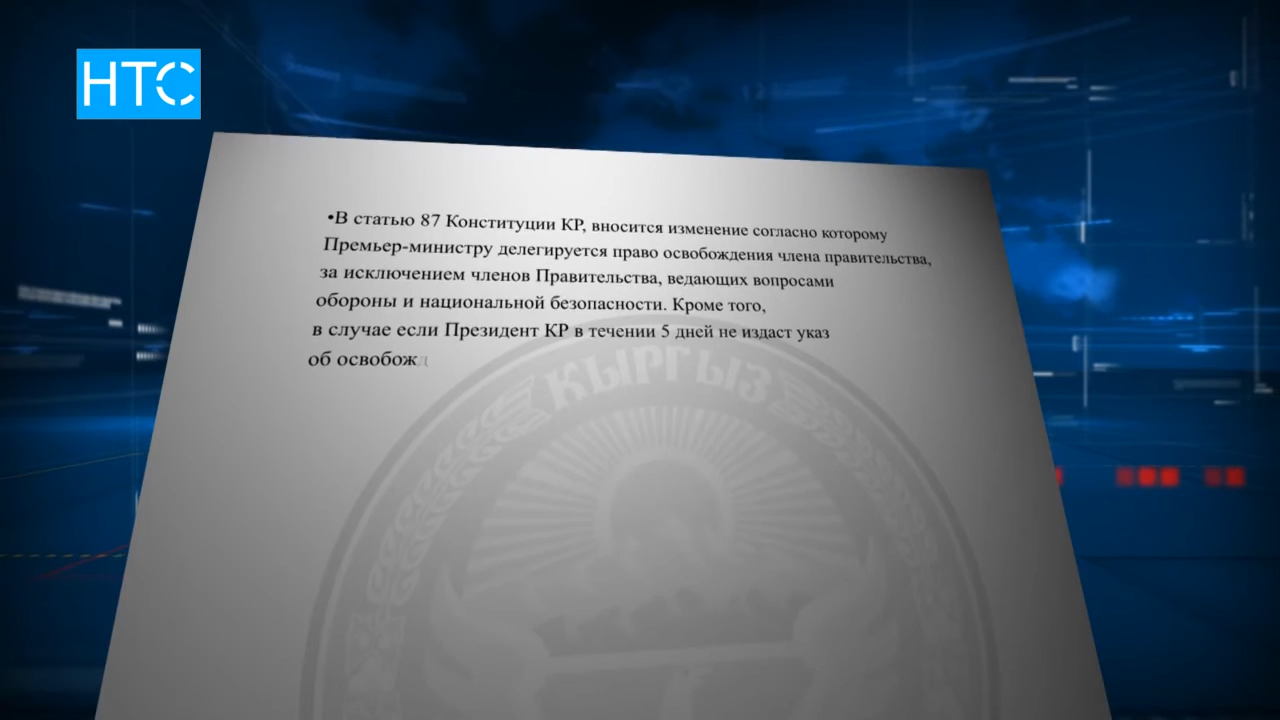 НТС
•В статью 87 Конституции КР, вносится изменение согласно которому
Премьер-министру делегируется право освобождения члена правительства,
за исключением членов Правительства, ведающих вопросами
обороны и национальной безопасности. Кроме того,
в случае если Президент КР в течении 5 дней не издаст указ
об освобожд
КЫРГЫЗ